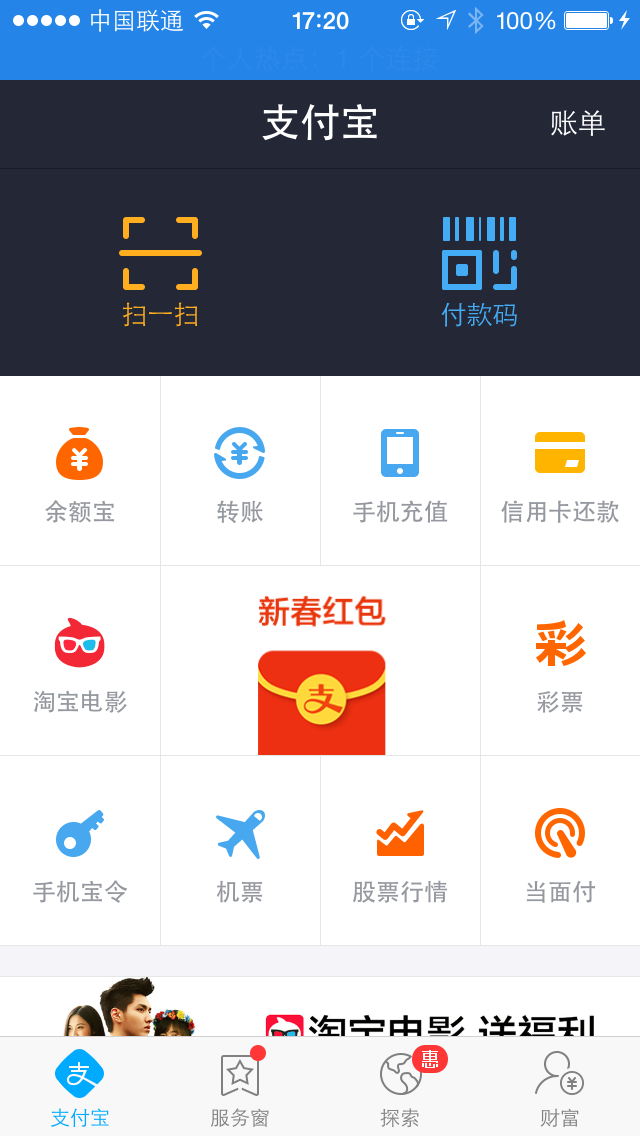 中国联通 17:20 100%
个人热点：1 个连接
支付宝 账单
扫一扫 付款码
余额宝 转账 手机充值 信用卡还款
新春红包
支
彩
淘宝电影 彩票
手机宝令 机票 股票行情 当面付
淘宝电影 送福利
惠
支付宝 服务窗 探索 财富